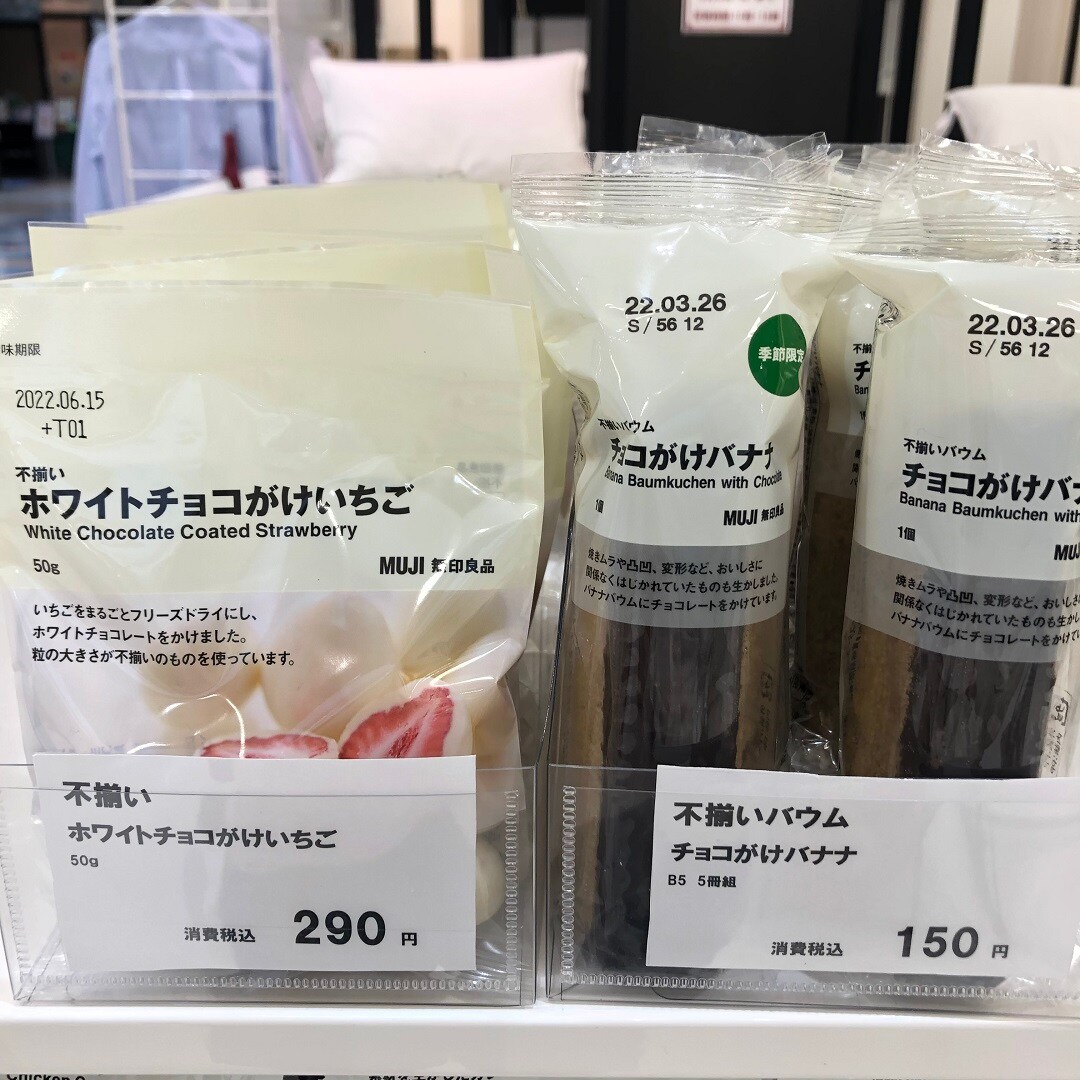 味期限
2022.06.15
+T01
不揃い
ホワイトチョコがけいちご
White Chocolate Coated Strawberry
50g
MUJI 無印良品
いちごをまるごとフリーズドライにし、
ホワイトチョコレートをかけました。
粒の大きさが不揃いのものを使っています。
不揃い
ホワイトチョコがけいちご
50g
消費税込 290 円
22.03.26
S/ 56 12
季節限定
不揃いバウム
チョコがけバナナ
Banana Baumkuchen with Chocolate
1個
MUJI 無印良品
焼きムラや凸凹、変形など、おいしさに
関係なくはじかれていたものも生かしました。
バナナバウムにチョコレートをかけています。
22.03.26
S/ 56 12
不揃いバウム
チョコがけバナ
Banana Baumkuchen with
1個
MUJI
焼きムラや凸凹、変形など、おいしさ
関係なくはじかれていたものも生かし
バナナバウムにチョコレートをかけてい
不揃いバウム
チョコがけバナナ
B5 5冊組
消費税込 150 円